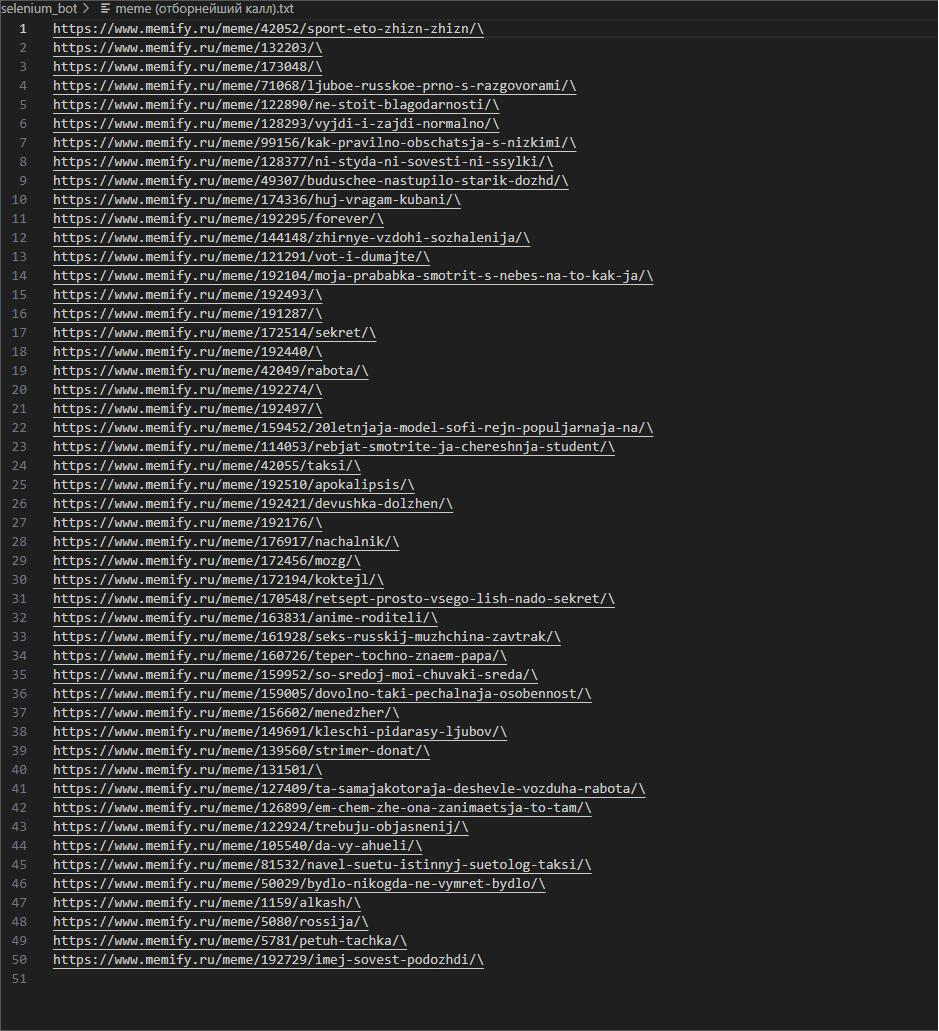 selenium_bot > meme (отборнейший калл).txt
1 https://www.memify.ru/meme/42052/sport-eto-zhizn-zhizn/\
2 https://www.memify.ru/meme/132203/\
3 https://www.memify.ru/meme/173048/\
4 https://www.memify.ru/meme/71068/ljuboe-russkoe-prno-s-razgovorami/\
5 https://www.memify.ru/meme/122890/ne-stoit-blagodarnosti/\
6 https://www.memify.ru/meme/128293/vyjdi-i-zajdi-normalno/\
7 https://www.memify.ru/meme/99156/kak-pravilno-obschatsja-s-nizkimi/\
8 https://www.memify.ru/meme/128377/ni-styda-ni-sovesti-ni-ssylki/\
9 https://www.memify.ru/meme/49307/buduschee-nastupilo-starik-dozhd/\
10 https://www.memify.ru/meme/174336/huj-vragam-kubani/\
11 https://www.memify.ru/meme/192295/forever/\
12 https://www.memify.ru/meme/144148/zhirnye-vzdohi-sozhalenija/\
13 https://www.memify.ru/meme/121291/vot-i-dumajte/\
14 https://www.memify.ru/meme/192104/moja-prababka-smotrit-s-nebes-na-to-kak-ja/\
15 https://www.memify.ru/meme/192493/\
16 https://www.memify.ru/meme/191287/\
17 https://www.memify.ru/meme/172514/sekret/\
18 https://www.memify.ru/meme/192440/\
19 https://www.memify.ru/meme/42049/rabota/\
20 https://www.memify.ru/meme/192274/\
21 https://www.memify.ru/meme/192497/\
22 https://www.memify.ru/meme/159452/20letnjaja-model-sofi-rejn-populjarnaja-na/\
23 https://www.memify.ru/meme/114053/rebjat-smotrite-ja-chereshnja-student/\
24 https://www.memify.ru/meme/42055/taksi/\
25 https://www.memify.ru/meme/192510/apokalipsis/\
26 https://www.memify.ru/meme/192421/devushka-dolzhen/\
27 https://www.memify.ru/meme/192176/\
28 https://www.memify.ru/meme/176917/nachalnik/\
29 https://www.memify.ru/meme/172456/mozg/\
30 https://www.memify.ru/meme/172194/koktejl/\
31 https://www.memify.ru/meme/170548/retsept-prosto-vsego-lish-nado-sekret/\
32 https://www.memify.ru/meme/163831/anime-roditeli/\
33 https://www.memify.ru/meme/161928/seks-russkij-muzhchina-zavtrak/\
34 https://www.memify.ru/meme/160726/teper-tochno-znaem-papa/\
35 https://www.memify.ru/meme/159952/so-sredoj-moi-chuvaki-sreda/\
36 https://www.memify.ru/meme/159005/dovolno-taki-pechalnaja-osobennost/\
37 https://www.memify.ru/meme/156602/menedzher/\
38 https://www.memify.ru/meme/149691/kleschi-pidarasy-ljubov/\
39 https://www.memify.ru/meme/139560/strimer-donat/\
40 https://www.memify.ru/meme/131501/\
41 https://www.memify.ru/meme/127409/ta-samajakotoraja-deshevle-vozduha-rabota/\
42 https://www.memify.ru/meme/126899/em-chem-zhe-ona-zanimaetsja-to-tam/\
43 https://www.memify.ru/meme/122924/trebuju-objasnenij/\
44 https://www.memify.ru/meme/105540/da-vy-ahueli/\
45 https://www.memify.ru/meme/81532/navel-suetu-istinnyj-suetolog-taksi/\
46 https://www.memify.ru/meme/50029/bydlo-nikogda-ne-vymret-bydlo/\
47 https://www.memify.ru/meme/1159/alkash/\
48 https://www.memify.ru/meme/5080/rossija/\
49 https://www.memify.ru/meme/5781/petuh-tachka/\
50 https://www.memify.ru/meme/192729/imej-sovest-podozhdi/\
51